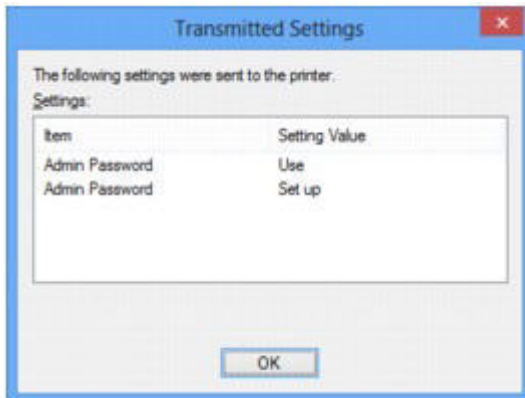 Transmitted Settings
The following settings were sent to the printer.
Settings:
Item Setting Value
Admin Password Use
Admin Password Set up
OK